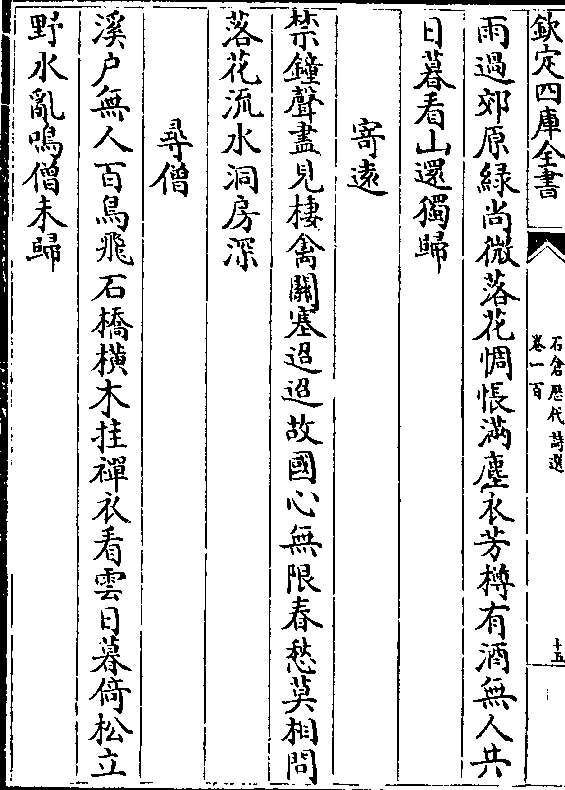 欽定四庫全書
石倉歴代詩選
卷一百
十五
雨過郊原緑尚微落花惆悵滿塵衣芳樽有酒無人共
日暮看山還獨歸
寄遠
禁鐘聲盡見棲禽關塞迢迢故國心無限春愁莫相問
落花流水洞房深
尋僧
溪户無人百鳥飛石橋橫木挂禪衣看雲日暮倚松立
野水亂鳴僧未歸